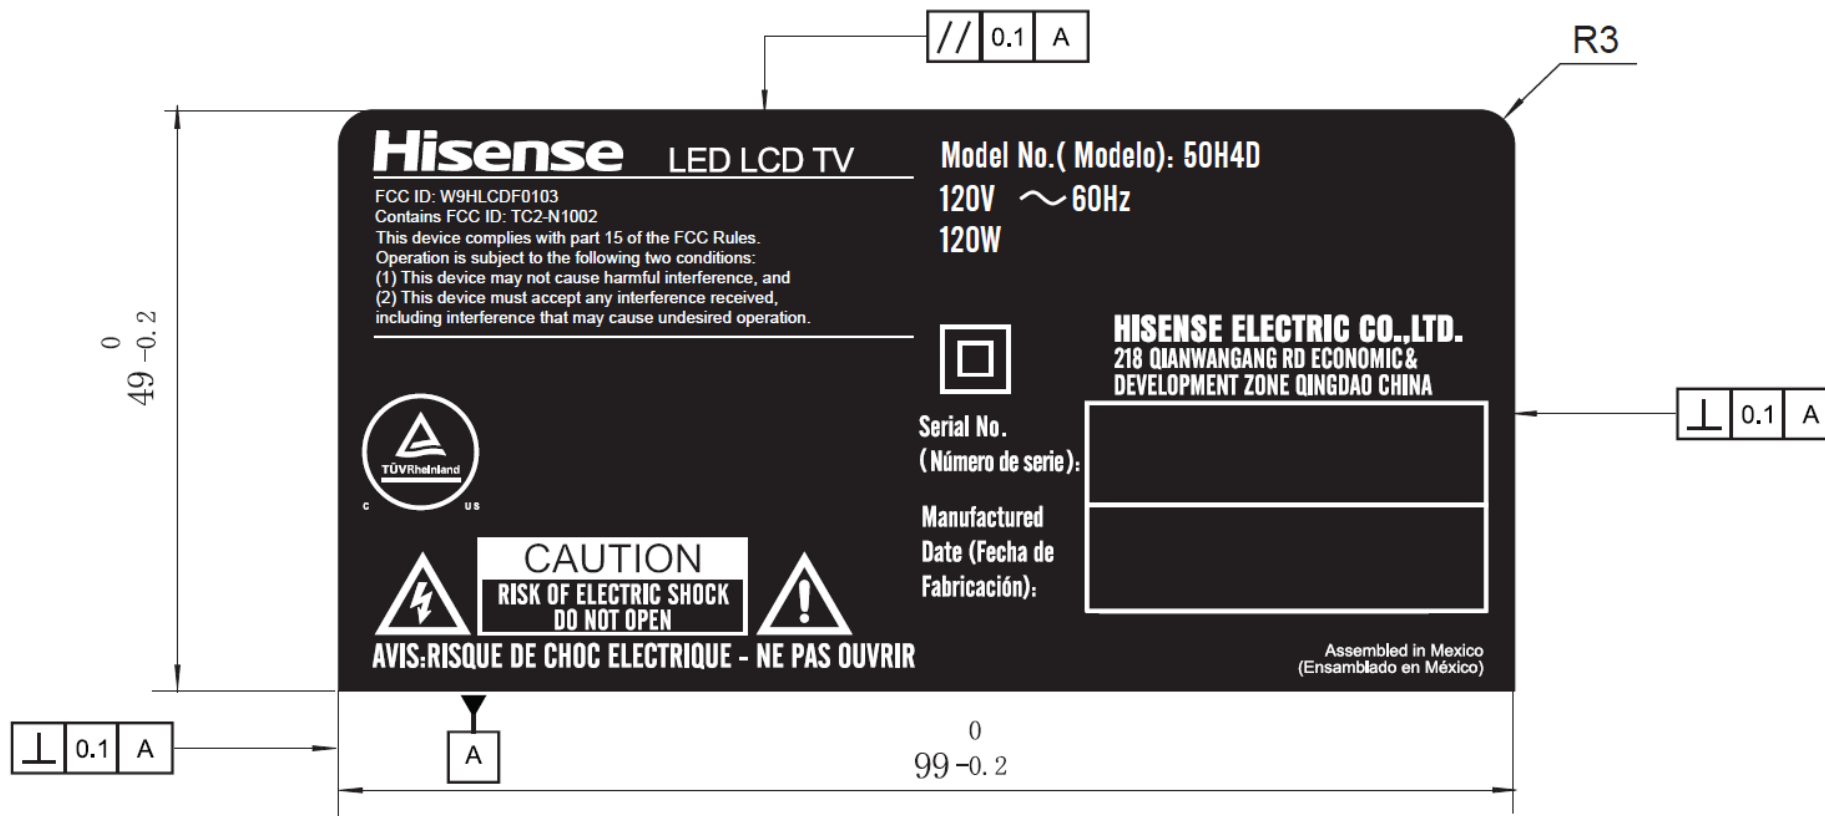 // 0.1 A
R3
Hisense LED LCD TV
FCC ID: W9HLCDF0103
Contains FCC ID: TC2-N1002
This device complies with part 15 of the FCC Rules.
Operation is subject to the following two conditions:
(1) This device may not cause harmful interference, and
(2) This device must accept any interference received,
including interference that may cause undesired operation.
Model No.( Modelo): 50H4D
120V ～ 60Hz
120W
0
49 -0.2
HISENSE ELECTRIC CO.,LTD.
218 QIANWANGANG RD ECONOMIC &
DEVELOPMENT ZONE QINGDAO CHINA
⊥ 0.1 A
Serial No.
(Número de serie):
Manufactured
Date (Fecha de
Fabricación):
TÜVRheinland
C US
CAUTION
RISK OF ELECTRIC SHOCK
DO NOT OPEN
AVIS:RISQUE DE CHOC ELECTRIQUE - NE PAS OUVRIR
Assembled in Mexico
(Ensamblado en México)
⊥ 0.1 A
A
0
99 -0.2